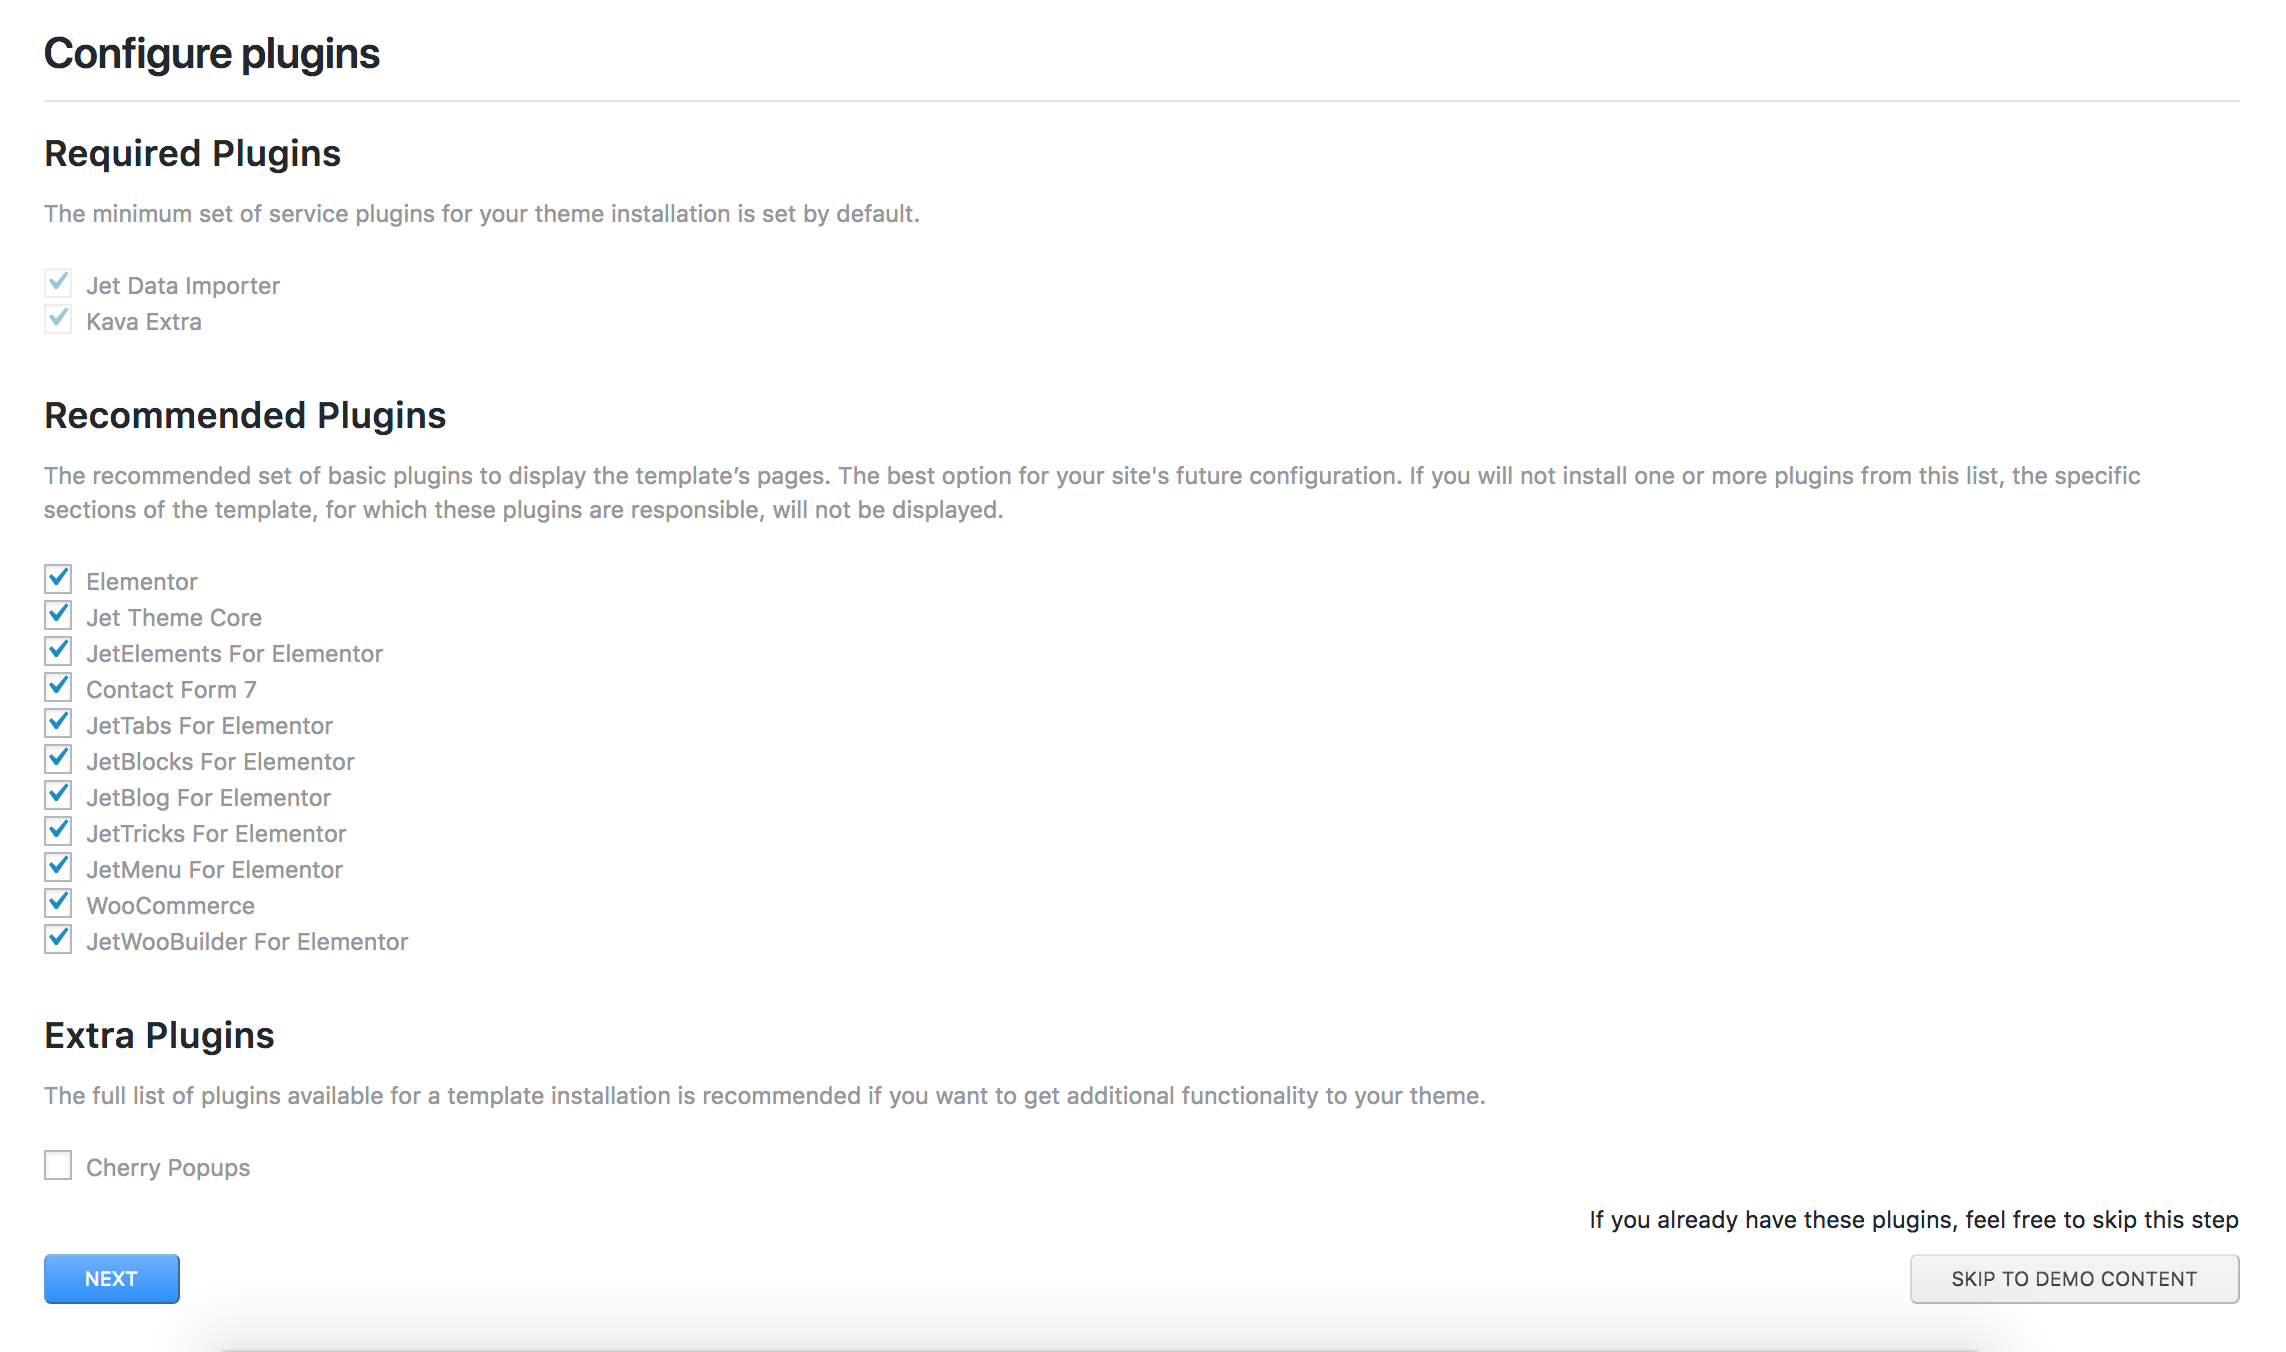 Configure plugins
Required Plugins
The minimum set of service plugins for your theme installation is set by default.
Jet Data Importer
Kava Extra
Recommended Plugins
The recommended set of basic plugins to display the template’s pages. The best option for your site's future configuration. If you will not install one or more plugins from this list, the specific
sections of the template, for which these plugins are responsible, will not be displayed.
Elementor
Jet Theme Core
JetElements For Elementor
Contact Form 7
JetTabs For Elementor
JetBlocks For Elementor
JetBlog For Elementor
JetTricks For Elementor
JetMenu For Elementor
WooCommerce
JetWooBuilder For Elementor
Extra Plugins
The full list of plugins available for a template installation is recommended if you want to get additional functionality to your theme.
Cherry Popups
If you already have these plugins, feel free to skip this step
NEXT
SKIP TO DEMO CONTENT